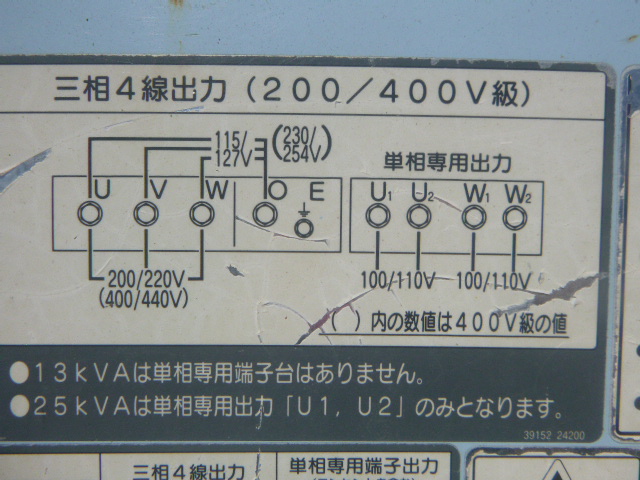 三相4線出力(200/400V級)
115/
127V
(230/
254V)
単相専用出力
U V W O E
U1 U2 W1 W2
200/220V
(400/440V)
100/110V 100/110V
( )内の数値は400V級の値
●13kVAは単相専用端子台はありません。
●25kVAは単相専用出力「U1, U2」のみとなります。
39152 24200
三相4線出力
単相専用端子出力